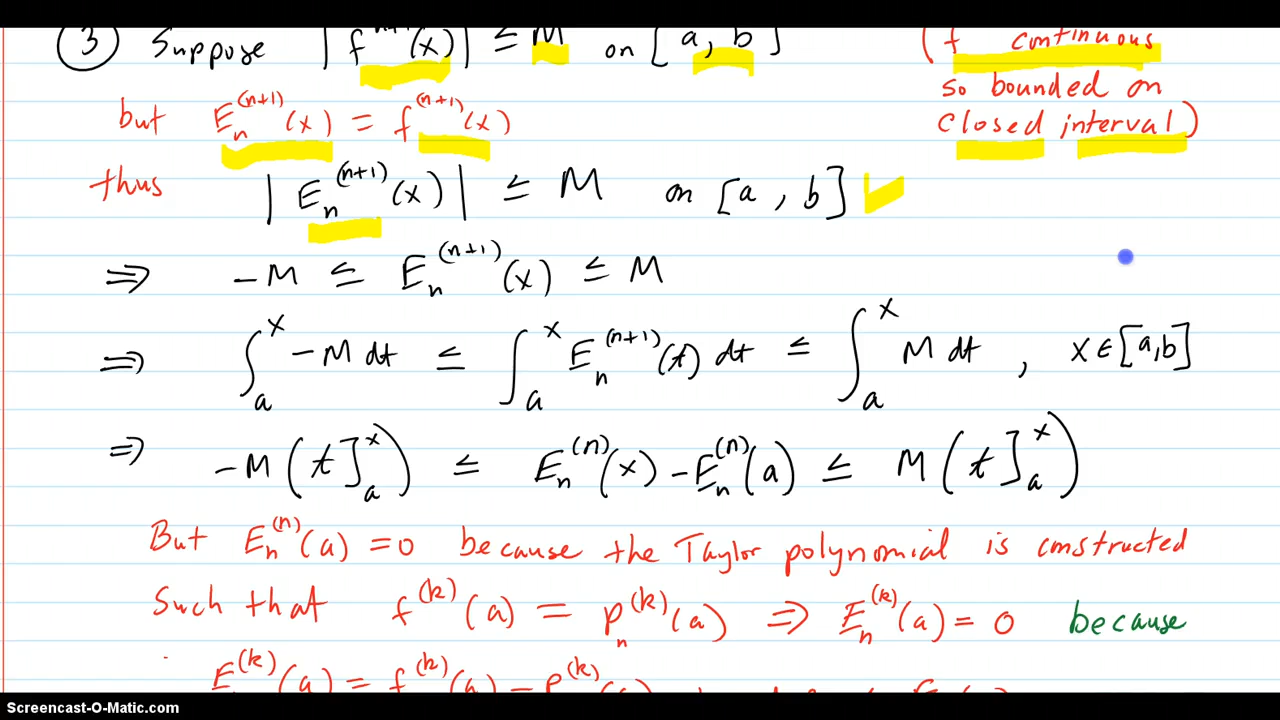 ③ Suppose |f^(n+1)(x)| ≤ M on [a, b] (f continuous
so bounded on
closed interval)
but E_n^(n+1)(x) = f^(n+1)(x)
thus |E_n^(n+1)(x)| ≤ M on [a, b]
⇒ -M ≤ E_n^(n+1)(x) ≤ M
⇒ ∫_a^x -M dt ≤ ∫_a^x E_n^(n+1)(t) dt ≤ ∫_a^x M dt, x ∈ [a,b]
⇒ -M (t]_a^x) ≤ E_n^(n)(x) - E_n^(n)(a) ≤ M (t]_a^x)
But E_n^(n)(a) = 0 because the Taylor polynomial is constructed
Such that f^(k)(a) = p_n^(k)(a) ⇒ E_n^(k)(a) = 0 because
E^(k)(a) = f^(k)(a) - p^(k)
Screencast-O-Matic.com